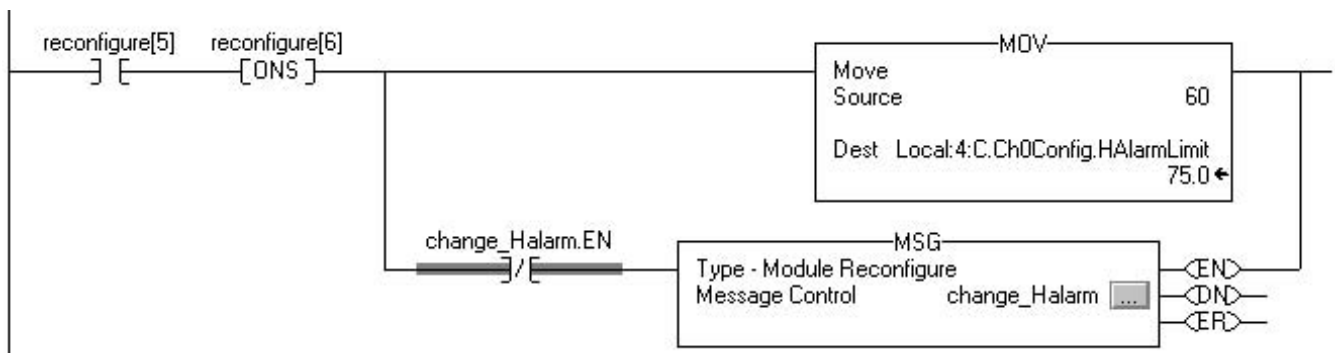 reconfigure[5] reconfigure[6]
ONS
MOV
Move
Source 60
Dest Local:4:C.Ch0Config.HAlarmLimit
75.0
change_Halarm.EN
/
MSG
Type - Module Reconfigure
Message Control change_Halarm ...
EN
DN
ER